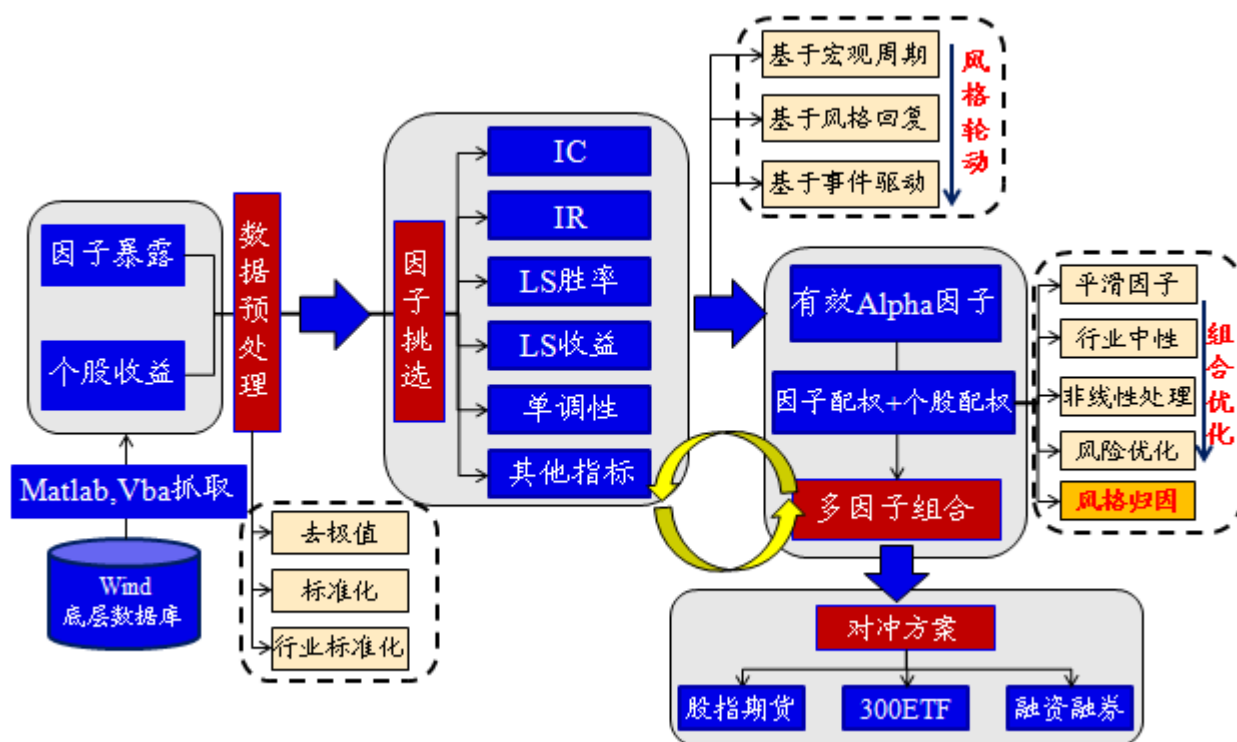 因子暴露
个股收益
Matlab,Vba抓取
Wind
底层数据库
数据预处理
去极值
标准化
行业标准化
因子挑选
IC
IR
LS胜率
LS收益
单调性
其他指标
基于宏观周期
基于风格回复
基于事件驱动
风格轮动
有效Alpha因子
因子配权+个股配权
多因子组合
平滑因子
行业中性
非线性处理
风险优化
风格归因
组合优化
对冲方案
股指期货
300ETF
融资融券